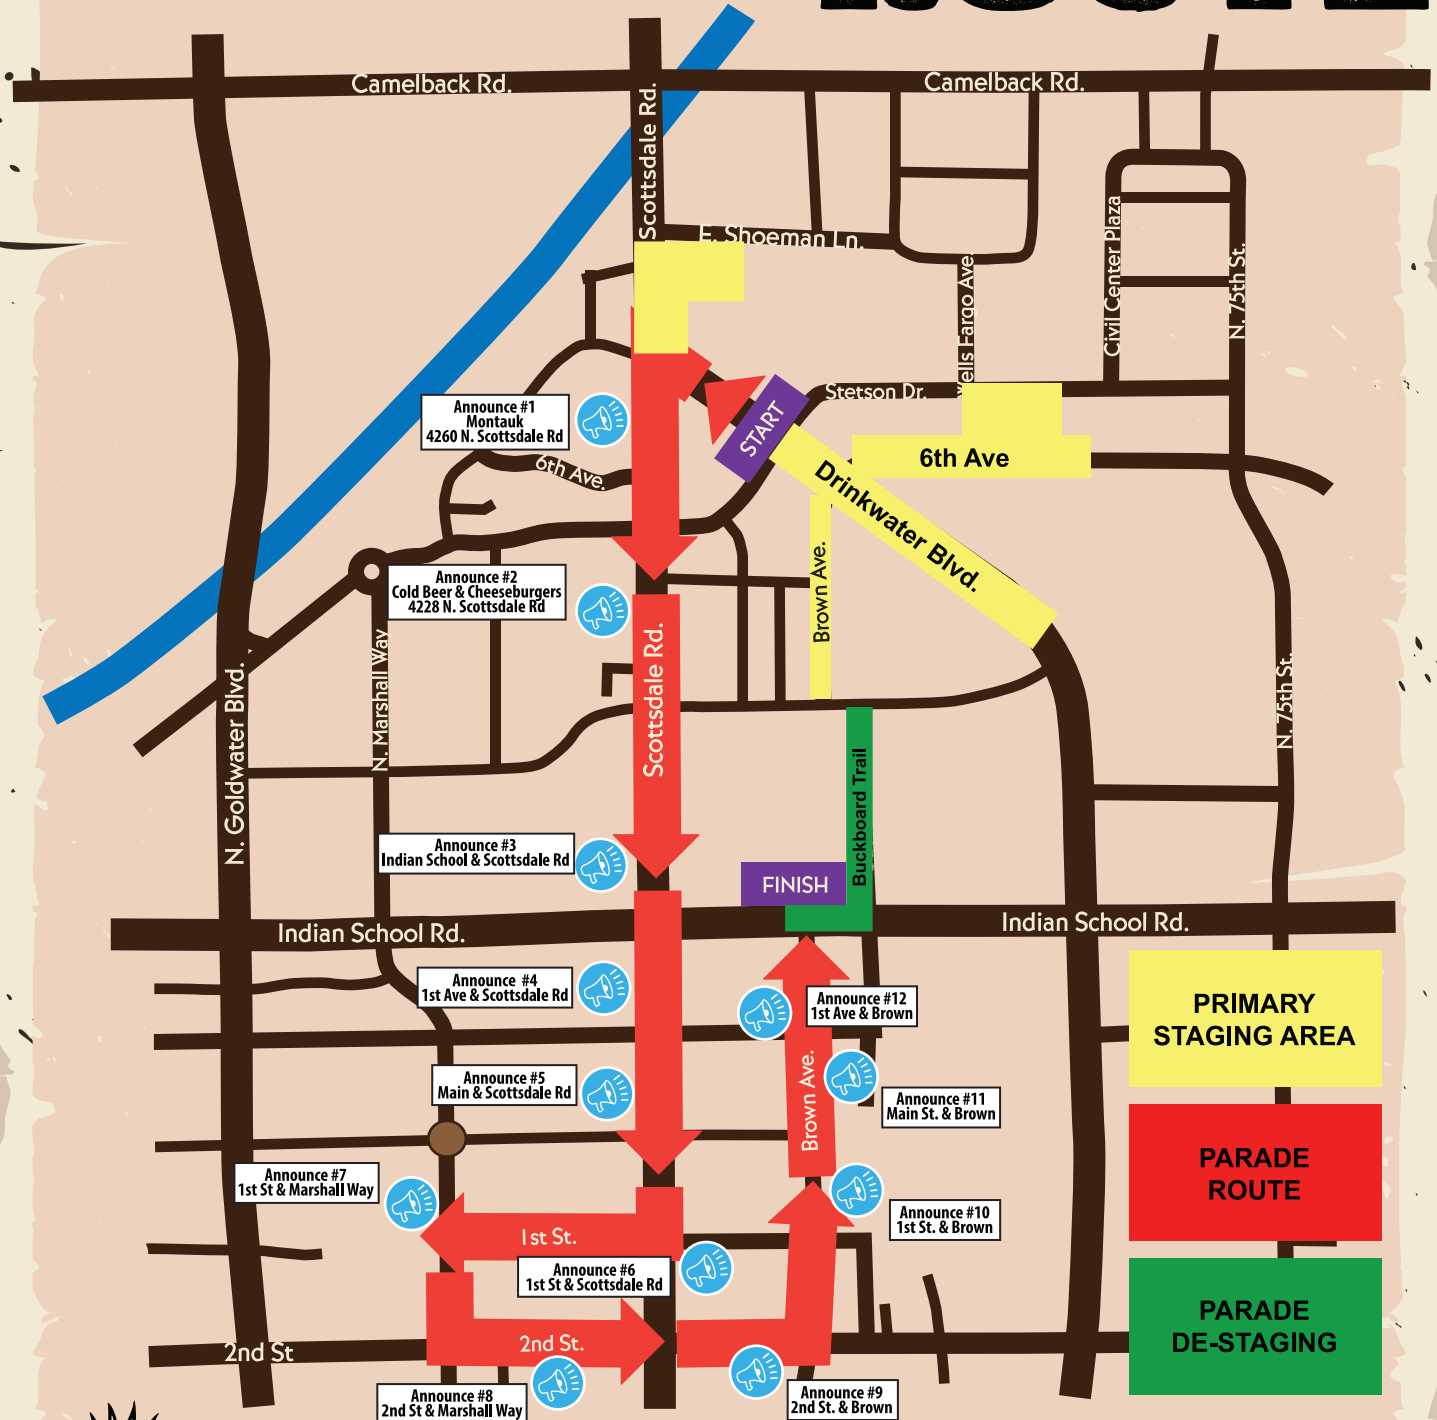 Camelback Rd.
Camelback Rd.
Scottsdale Rd.
E. Shoeman Ln.
Civil Center Plaza
N. 75th St.
Fargo Ave.
Stetson Dr.
START
Announce #1
Montauk
4260 N. Scottsdale Rd
6th Ave.
6th Ave
Drinkwater Blvd.
Brown Ave.
Announce #2
Cold Beer & Cheeseburgers
4228 N. Scottsdale Rd
Scottsdale Rd.
N. Marshall Way
N. Goldwater Blvd.
N. 75th St.
Buckboard Trail
Announce #3
Indian School & Scottsdale Rd
FINISH
Indian School Rd.
Indian School Rd.
Announce #4
1st Ave & Scottsdale Rd
Announce #12
1st Ave & Brown
PRIMARY
STAGING AREA
Announce #5
Main & Scottsdale Rd
Brown Ave.
Announce #11
Main St. & Brown
PARADE
ROUTE
Announce #7
1st St & Marshall Way
Announce #10
1st St. & Brown
1st St.
Announce #6
1st St & Scottsdale Rd
PARADE
DE-STAGING
2nd St
2nd St.
Announce #8
2nd St & Marshall Way
Announce #9
2nd St. & Brown